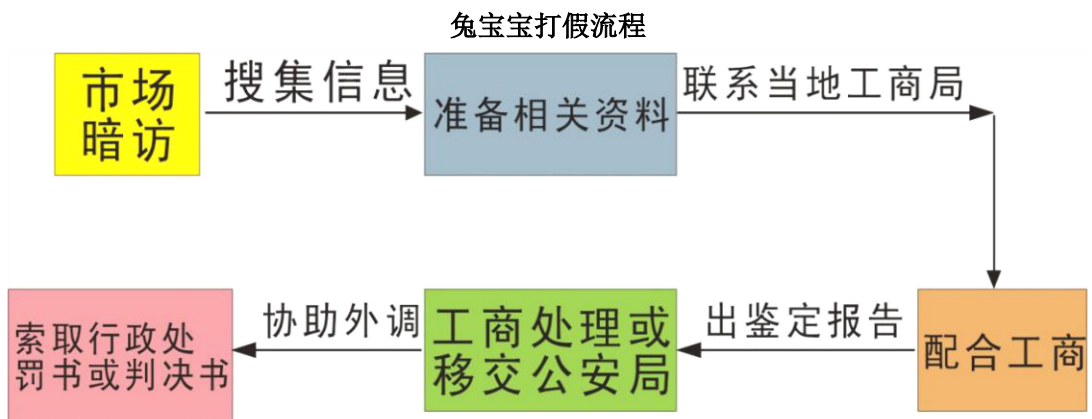 兔宝宝打假流程
市场
暗访
搜集信息
准备相关资料
联系当地工商局
配合工商
出鉴定报告
工商处理或
移交公安局
协助外调
索取行政处
罚书或判决书